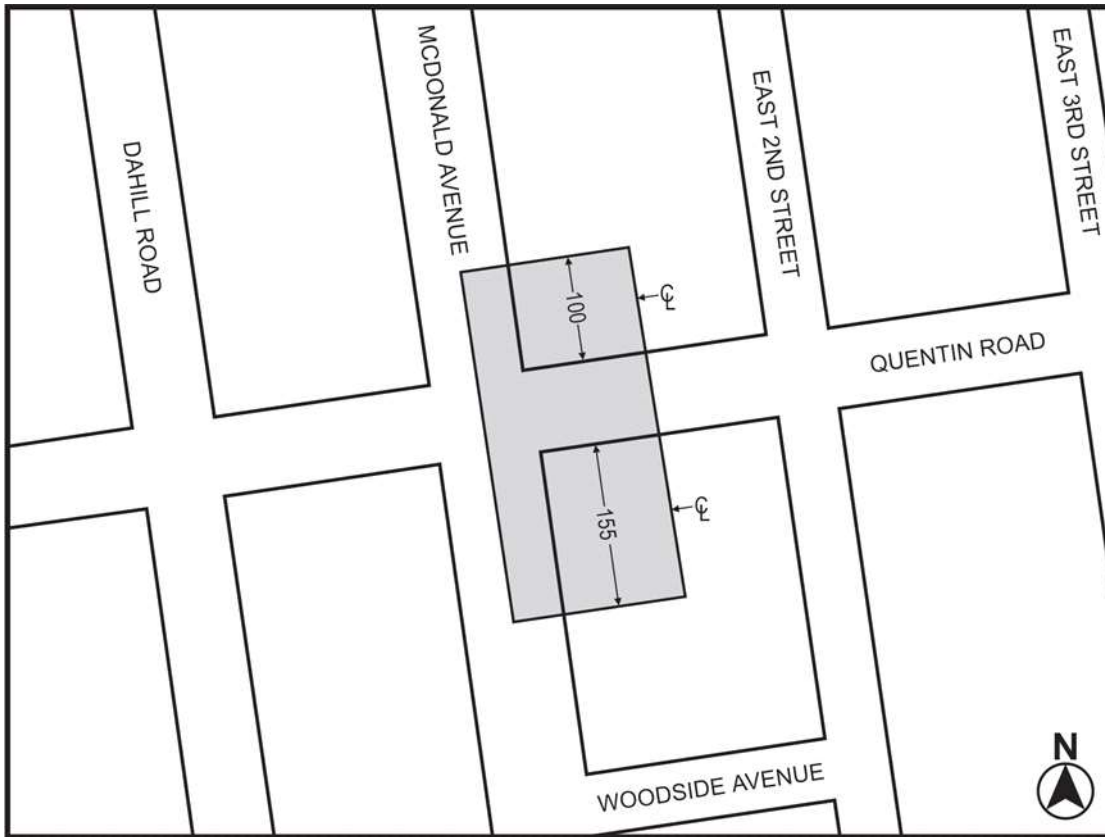 DAHILL ROAD
MCDONALD AVENUE
EAST 2ND STREET
EAST 3RD STREET
100
℄
QUENTIN ROAD
155
℄
WOODSIDE AVENUE
N